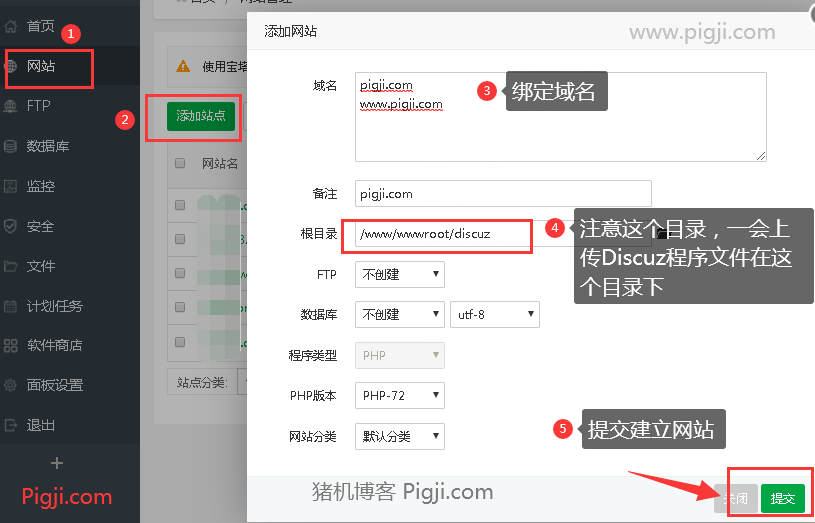 首页
1
网站
FTP
数据库
监控
安全
文件
计划任务
软件商店
面板设置
退出
+
Pigji.com
首页
使用宝塔
2
添加站点
网站名
站点分类:
添加网站
www.pigji.com
域名
pigji.com
www.pigji.com
3
绑定域名
备注
pigji.com
根目录
/www/wwwroot/discuz
4
注意这个目录，一会上
传Discuz程序文件在这
个目录下
FTP
不创建
数据库
不创建
utf-8
程序类型
PHP
PHP版本
PHP-72
网站分类
默认分类
5
提交建立网站
猪机博客 Pigji.com
关闭
提交